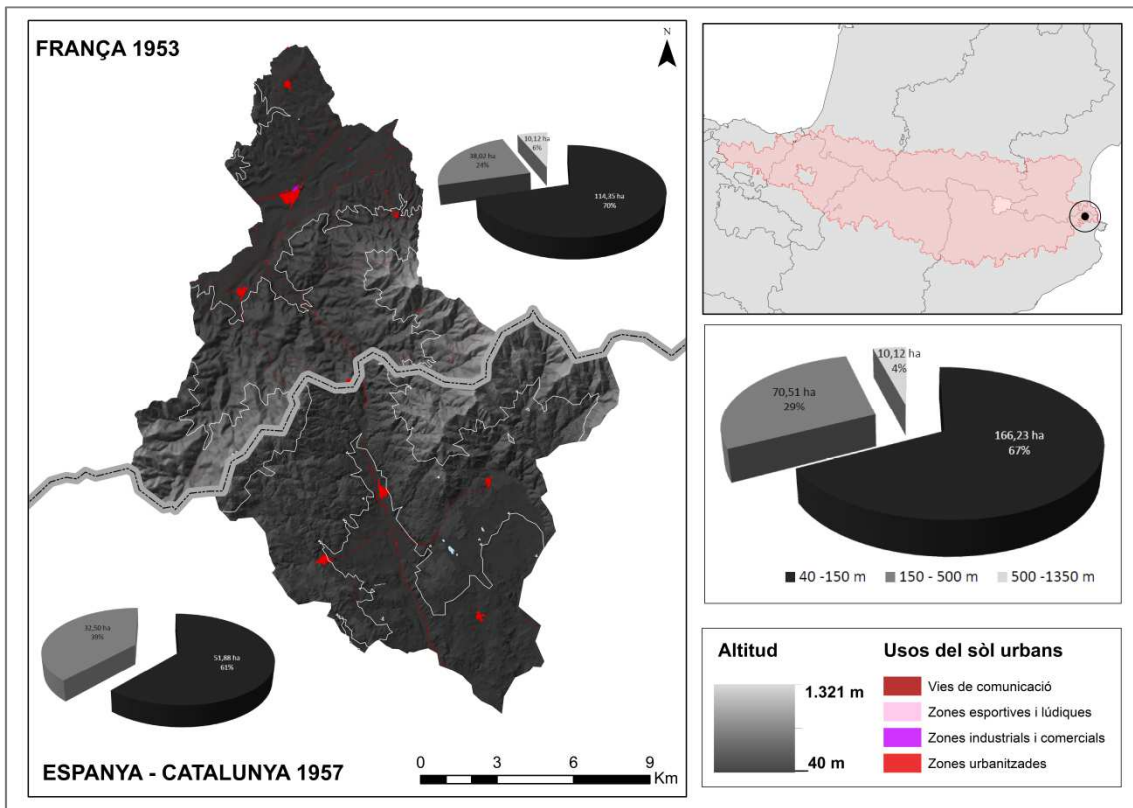 FRANÇA 1953
N
10,12 ha
6%
38,02 ha
24%
114,35 ha
70%
32,50 ha
39%
51,88 ha
61%
ESPANYA - CATALUNYA 1957
0 3 6 9
Km
10,12 ha
4%
70,51 ha
29%
166,23 ha
67%
40 -150 m 150 - 500 m 500 -1350 m
Altitud
1.321 m
40 m
Usos del sòl urbans
Vies de comunicació
Zones esportives i lúdiques
Zones industrials i comercials
Zones urbanitzades